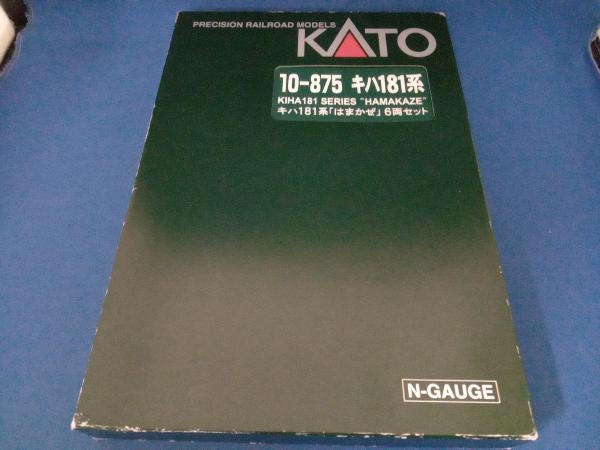 PRECISION RAILROAD MODELS
KATO
10-875 キハ181系
KIHA181 SERIES "HAMAKAZE"
キハ181系「はまかぜ」6両セット
N-GAUGE